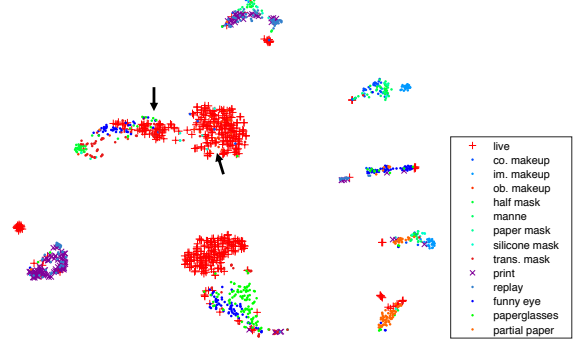 live
co. makeup
im. makeup
ob. makeup
half mask
manne
paper mask
silicone mask
trans. mask
print
replay
funny eye
paperglasses
partial paper